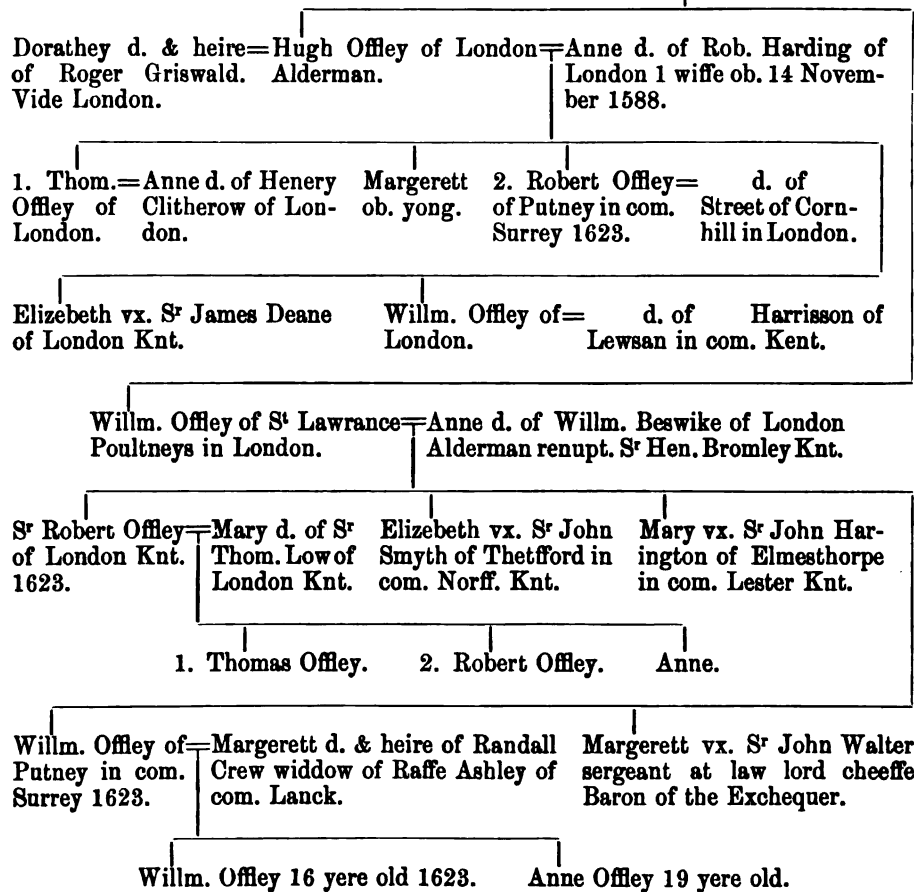 Dorathey d. & heire=Hugh Offley of London=Anne d. of Rob. Harding of
of Roger Griswald. Alderman. London 1 wiffe ob. 14 Novem-
Vide London. ber 1588.
1. Thom.=Anne d. of Henery Margerett 2. Robert Offley= d. of
Offley of Clitherow of Lon- ob. yong. of Putney in com. Street of Corn-
London. don. Surrey 1623. hill in London.
Elizebeth vx. Sr James Deane Willm. Offley of= d. of Harrisson of
of London Knt. London. Lewsan in com. Kent.
Willm. Offley of St Lawrance=Anne d. of Willm. Beswike of London
Poultneys in London. Alderman renupt. Sr Hen. Bromley Knt.
Sr Robert Offley=Mary d. of Sr Elizebeth vx. Sr John Mary vx. Sr John Har-
of London Knt. Thom. Low of Smyth of Thetfford in ington of Elmesthorpe
1623. London Knt. com. Norff. Knt. in com. Lester Knt.
1. Thomas Offley. 2. Robert Offley. Anne.
Willm. Offley of=Margerett d. & heire of Randall Margerett vx. Sr John Walter
Putney in com. Crew widdow of Raffe Ashley of sergeant at law lord cheeffe
Surrey 1623. com. Lanck. Baron of the Exchequer.
Willm. Offley 16 yere old 1623. Anne Offley 19 yere old.